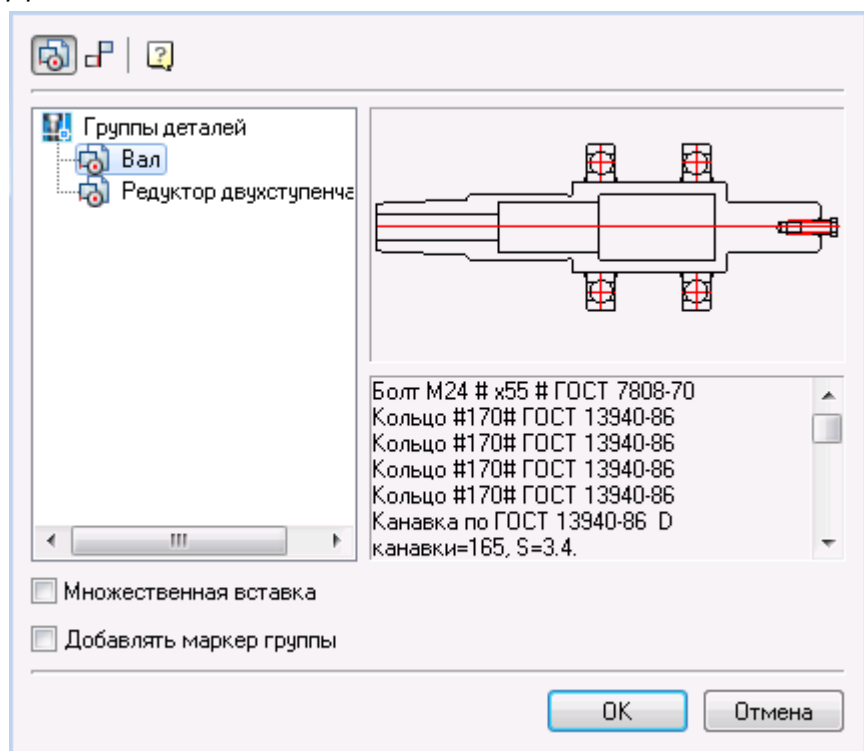 Группы деталей
Вал
Редуктор двухступенча
Болт М24 # x55 # ГОСТ 7808-70
Кольцо #170# ГОСТ 13940-86
Кольцо #170# ГОСТ 13940-86
Кольцо #170# ГОСТ 13940-86
Кольцо #170# ГОСТ 13940-86
Канавка по ГОСТ 13940-86 D
канавки=165, S=3.4.
Множественная вставка
Добавлять маркер группы
ОК
Отмена